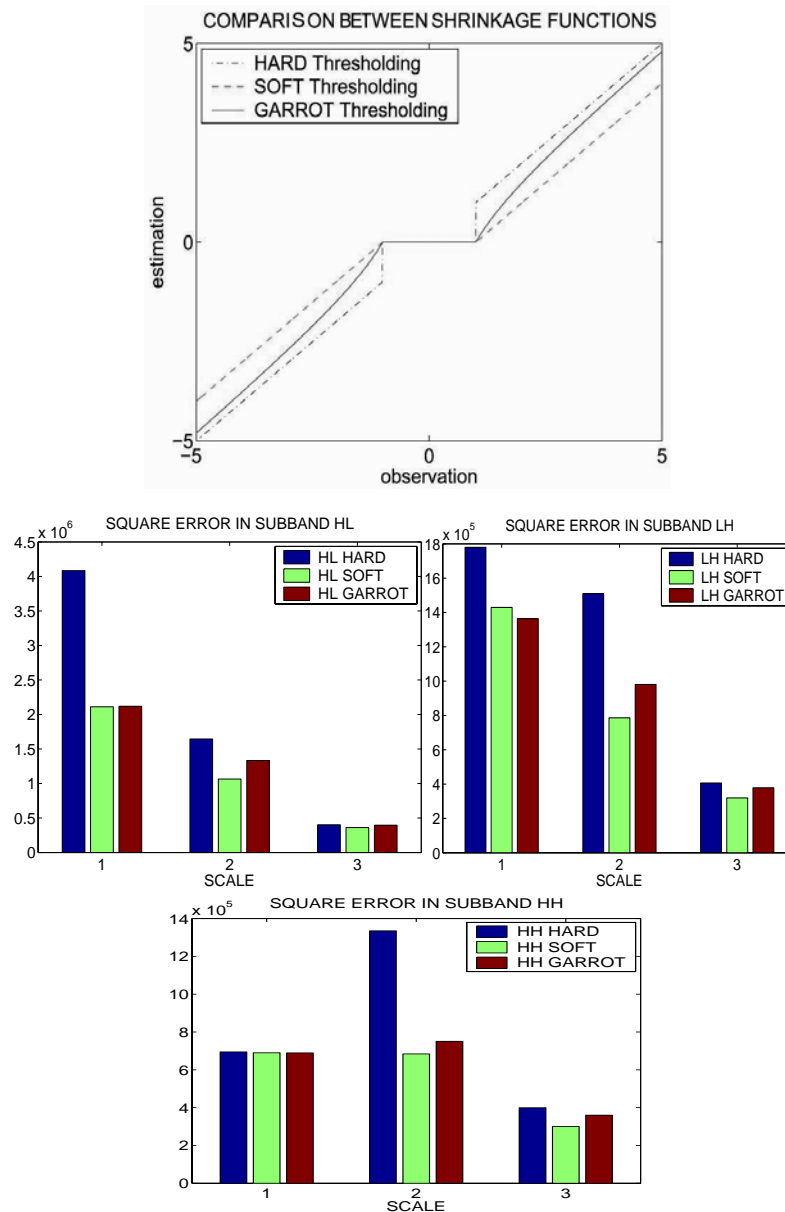 COMPARISON BETWEEN SHRINKAGE FUNCTIONS
5
HARD Thresholding
SOFT Thresholding
GARROT Thresholding
estimation
0
−5
−5 0 5
observation
SQUARE ERROR IN SUBBAND HL
x 10^6
4.5
4
3.5
3
2.5
2
1.5
1
0.5
0
HL HARD
HL SOFT
HL GARROT
1 2 3
SCALE
SQUARE ERROR IN SUBBAND LH
x 10^5
18
16
14
12
10
8
6
4
2
0
LH HARD
LH SOFT
LH GARROT
1 2 3
SCALE
SQUARE ERROR IN SUBBAND HH
x 10^5
14
12
10
8
6
4
2
0
HH HARD
HH SOFT
HH GARROT
1 2 3
SCALE